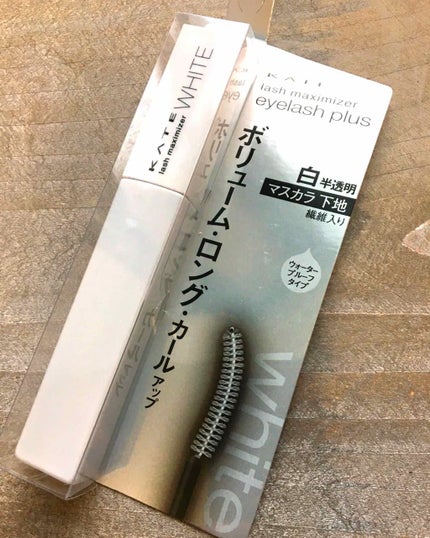 KATE WHITE
lash maximizer
KATE
lash maximizer
eyelash plus
白 半透明
マスカラ 下地
繊維入り
ボリューム・ロング・カール アップ
ウォーター
プルーフ
タイプ
white